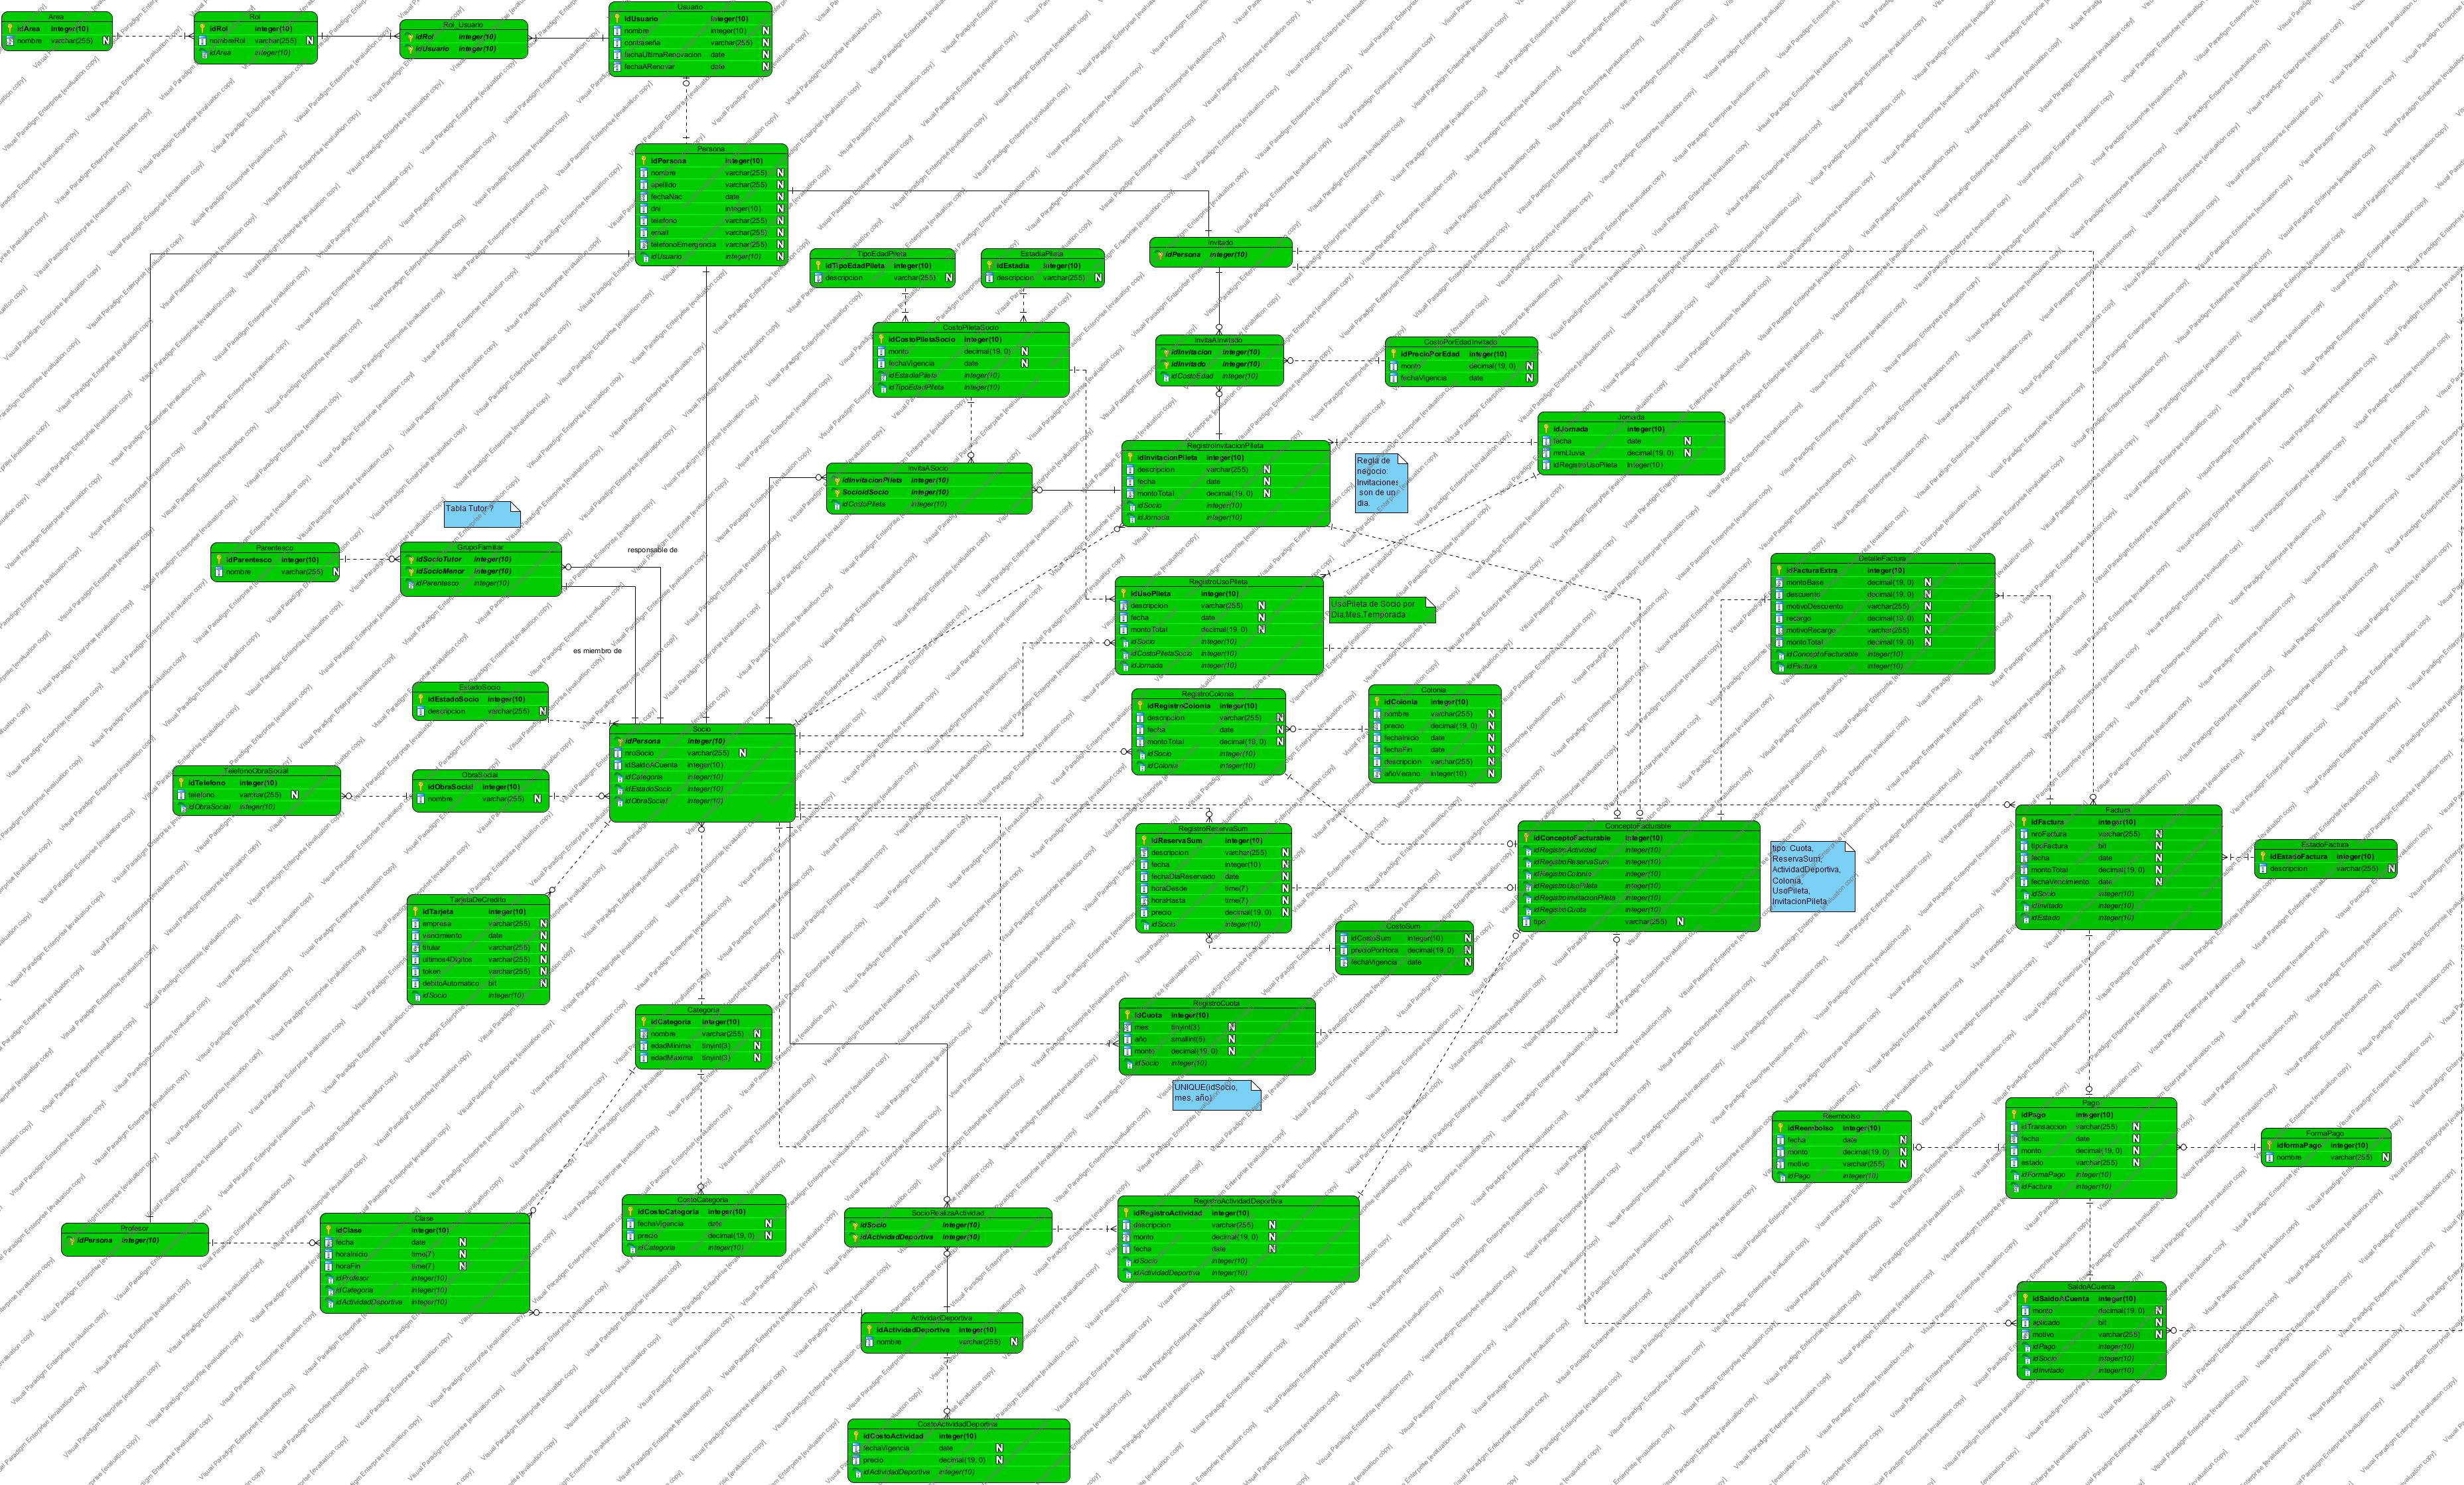 Area
idArea integer(10)
nombre varchar(255) N
Rol
idRol integer(10)
nombreRol varchar(255) N
idArea integer(10)
Rol_Usuario
idRol integer(10)
idUsuario integer(10)
Usuario
idUsuario integer(10)
nombre integer(10) N
contraseña varchar(255) N
fechaUltimaRenovacion date N
fechaARenovar date N
Persona
idPersona integer(10)
nombre varchar(255) N
apellido varchar(255) N
fechaNac date N
dni integer(10) N
telefono varchar(255) N
email varchar(255) N
telefonoEmergencia varchar(255) N
idUsuario integer(10) N
TipoEdadPileta
idTipoEdadPileta integer(10)
descripcion varchar(255) N
EstadiaPileta
idEstadia integer(10)
descripcion varchar(255) N
Invitado
idPersona integer(10)
CostoPiletaSocio
idCostoPiletaSocio integer(10)
monto decimal(19, 0) N
fechaVigencia date N
idEstadiaPileta integer(10)
idTipoEdadPileta integer(10)
InvitaAInvitado
idInvitacion integer(10)
idInvitado integer(10)
idCostoEdad integer(10)
CostoPorEdadInvitado
idPrecioPorEdad integer(10)
monto decimal(19, 0) N
fechaVigencia date N
Jornada
idJornada integer(10)
fecha date N
mmLluvia decimal(19, 0) N
idRegistroUsoPileta integer(10)
RegistroInvitacionPileta
idInvitacionPileta integer(10)
descripcion varchar(255) N
fecha date N
montoTotal decimal(19, 0) N
idSocio integer(10)
idJornada integer(10)
Regla de
negocio:
Invitaciones
son de un
dia.
InvitaASocio
idInvitacionPileta integer(10)
SocioidSocio integer(10)
idCostoPileta integer(10)
Tabla Tutor ?
Parentesco
idParentesco integer(10)
nombre varchar(255) N
GrupoFamiliar
idSocioTutor integer(10)
idSocioMenor integer(10)
idParentesco integer(10)
responsable de
es miembro de
RegistroUsoPileta
idUsoPileta integer(10)
descripcion varchar(255) N
fecha date N
montoTotal decimal(19, 0) N
idSocio integer(10)
idCostoPiletaSocio integer(10)
idJornada integer(10)
UsoPileta de Socio por
Dia,Mes,Temporada
DetalleFactura
idFacturaExtra integer(10)
montoBase decimal(19, 0) N
descuento decimal(19, 0) N
motivoDescuento varchar(255) N
recargo decimal(19, 0) N
motivoRecargo varchar(255) N
montoTotal decimal(19, 0) N
idConceptoFacturable integer(10)
idFactura integer(10)
EstadoSocio
idEstadoSocio integer(10)
descripcion varchar(255) N
RegistroColonia
idRegistroColonia integer(10)
descripcion varchar(255) N
fecha date N
montoTotal decimal(19, 0) N
idSocio integer(10)
idColonia integer(10)
Colonia
idColonia integer(10)
nombre varchar(255) N
precio decimal(19, 0) N
fechaInicio date N
fechaFin date N
descripcion varchar(255) N
añoVerano integer(10) N
Socio
idPersona integer(10)
nroSocio varchar(255) N
idSaldoACuenta integer(10)
idCategoria integer(10)
idEstadoSocio integer(10)
idObraSocial integer(10)
TelefonoObraSocial
idTelefono integer(10)
telefono varchar(255) N
idObraSocial integer(10)
ObraSocial
idObraSocial integer(10)
nombre varchar(255) N
RegistroReservaSum
idReservaSum integer(10)
descripcion varchar(255) N
fecha integer(10) N
fechaDiaReservado date N
horaDesde time(7) N
horaHasta time(7) N
precio decimal(19, 0) N
idSocio integer(10)
ConceptoFacturable
idConceptoFacturable integer(10)
idRegistroActividad integer(10)
idRegistroReservaSum integer(10)
idRegistroColonia integer(10)
idRegistroUsoPileta integer(10)
idRegistroInvitacionPileta integer(10)
idRegistroCuota integer(10)
tipo varchar(255) N
tipo: Cuota,
ReservaSum,
ActividadDeportiva,
Colonia,
UsoPileta,
InvitacionPileta
Factura
idFactura integer(10)
nroFactura varchar(255) N
tipoFactura bit N
fecha date N
montoTotal decimal(19, 0) N
fechaVencimiento date N
idSocio integer(10)
idInvitado integer(10)
idEstado integer(10)
EstadoFactura
idEstadoFactura integer(10)
descripcion varchar(255) N
TarjetaDeCredito
idTarjeta integer(10)
empresa varchar(255) N
vencimiento date N
titular varchar(255) N
ultimos4Digitos varchar(255) N
token varchar(255) N
debitoAutomatico bit N
idSocio integer(10)
CostoSum
idCostoSum integer(10) N
precioPorHora decimal(19, 0) N
fechaVigencia date N
Categoria
idCategoria integer(10)
nombre varchar(255) N
edadMinima tinyint(3) N
edadMaxima tinyint(3) N
RegistroCuota
idCuota integer(10)
mes tinyint(3) N
año smallint(5) N
monto decimal(19, 0) N
idSocio integer(10)
UNIQUE(idSocio,
mes, año)
Reembolso
idReembolso integer(10)
fecha date N
monto decimal(19, 0) N
motivo varchar(255) N
idPago integer(10)
Pago
idPago integer(10)
idTransaccion varchar(255) N
fecha date N
monto decimal(19, 0) N
estado varchar(255) N
idFormaPago integer(10)
idFactura integer(10)
FormaPago
idformaPago integer(10)
nombre varchar(255) N
Profesor
idPersona integer(10)
Clase
idClase integer(10)
fecha date N
horaInicio time(7) N
horaFin time(7) N
idProfesor integer(10)
idCategoria integer(10)
idActividadDeportiva integer(10)
CostoCategoria
idCostoCategoria integer(10)
fechaVigencia date N
precio decimal(19, 0) N
idCategoria integer(10)
SocioRealizaActividad
idSocio integer(10)
idActividadDeportiva integer(10)
RegistroActividadDeportiva
idRegistroActividad integer(10)
descripcion varchar(255) N
monto decimal(19, 0) N
fecha date N
idSocio integer(10)
idActividadDeportiva integer(10)
SaldoACuenta
idSaldoACuenta integer(10)
monto decimal(19, 0) N
aplicado bit N
motivo varchar(255) N
idPago integer(10)
idSocio integer(10)
idInvitado integer(10)
ActividadDeportiva
idActividadDeportiva integer(10)
nombre varchar(255) N
CostoActividadDeportiva
idCostoActividad integer(10)
fechaVigencia date N
precio decimal(19, 0) N
idActividadDeportiva integer(10)
Visual Paradigm Enterprise [evaluation copy]